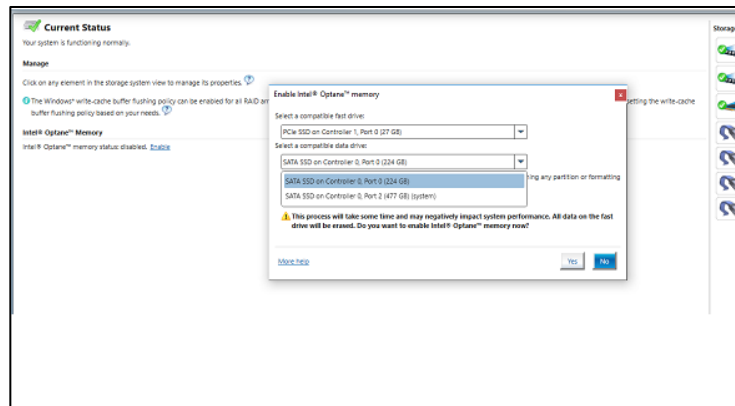 Current Status
Storage
Your system is functioning normally.
Manage
Click on any element in the storage system view to manage its properties.
The Windows* write-cache buffer flushing policy can be enabled for all RAID
setting the write-cache
buffer flushing policy based on your needs.
Intel® Optane™ Memory
Intel® Optane™ memory status: disabled. Enable
Enable Intel® Optane™ memory
Select a compatible fast drive:
PCIe SSD on Controller 1, Port 0 (27 GB)
Select a compatible data drive:
SATA SSD on Controller 0, Port 0 (224 GB)
SATA SSD on Controller 0, Port 0 (224 GB)
any partition or formatting
SATA SSD on Controller 0, Port 2 (477 GB) (system)
This process will take some time and may negatively impact system performance. All data on the fast
drive will be erased. Do you want to enable Intel® Optane™ memory now?
More help
Yes
No